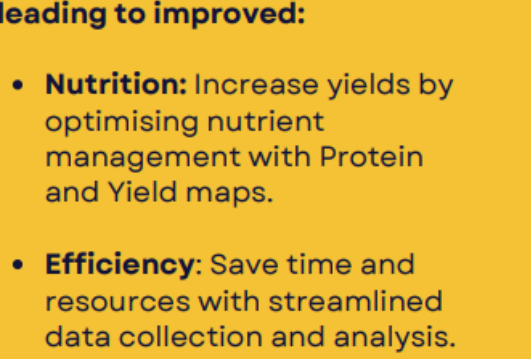 leading to improved:
• Nutrition: Increase yields by
optimising nutrient
management with Protein
and Yield maps.
• Efficiency: Save time and
resources with streamlined
data collection and analysis.